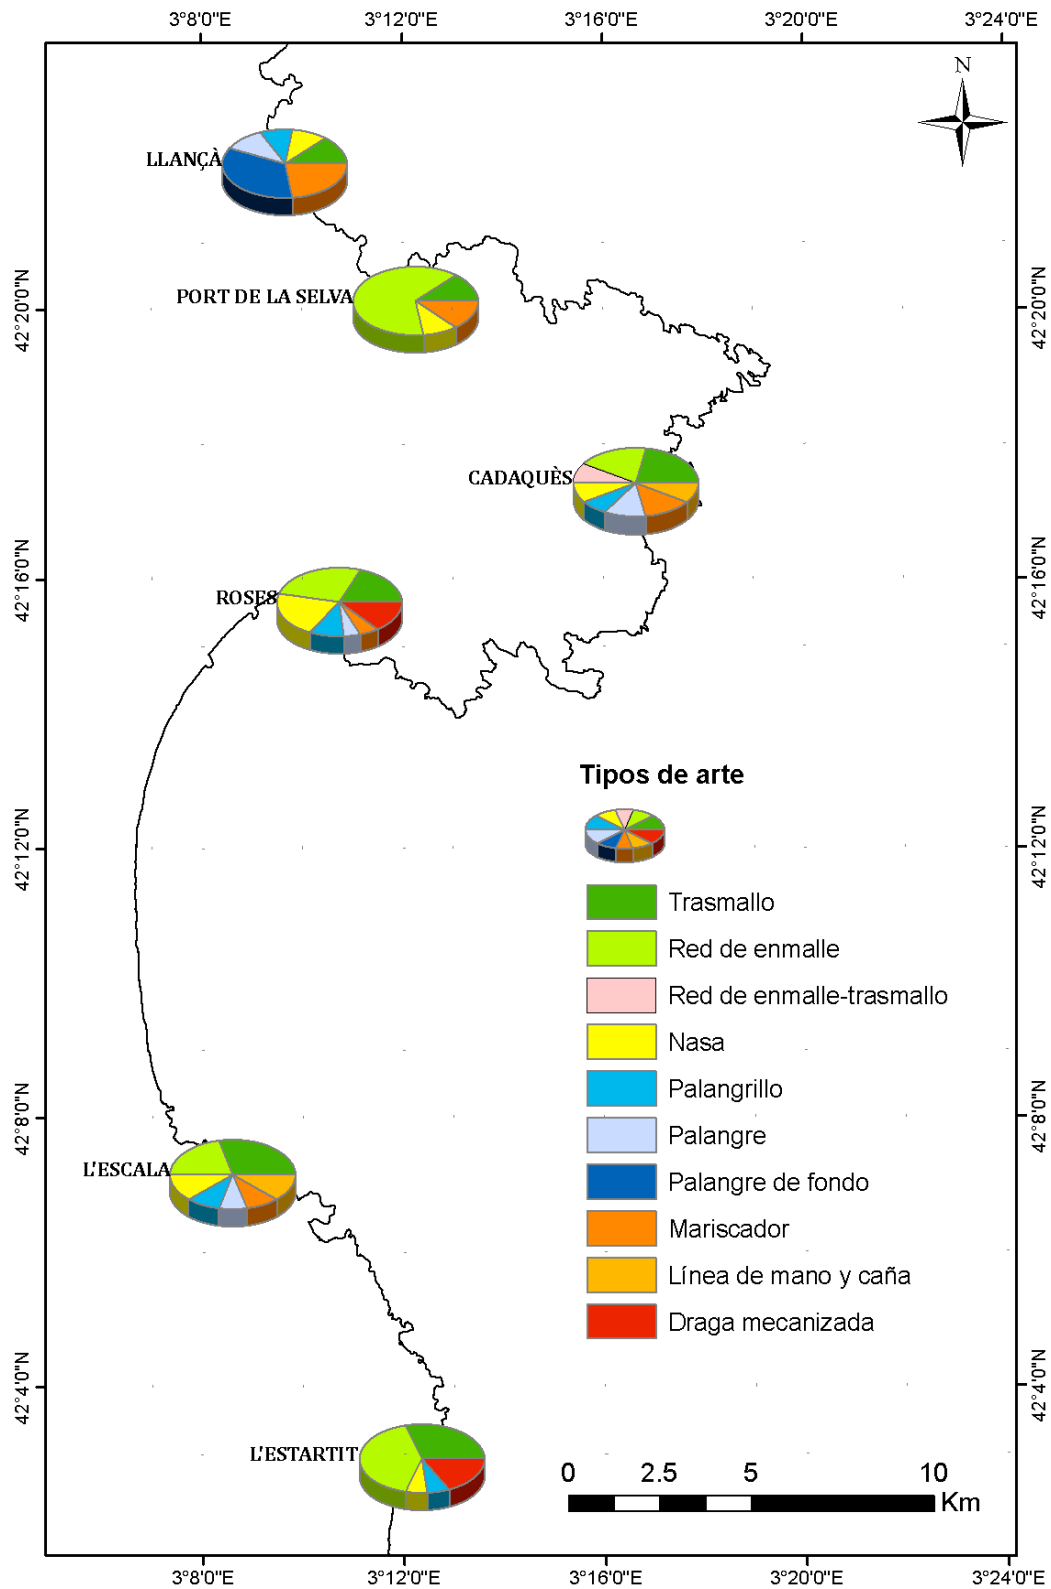 3°8'0"E 3°12'0"E 3°16'0"E 3°20'0"E 3°24'0"E
N
LLANÇÀ
PORT DE LA SELVA
42°20'0"N 42°20'0"N
CADAQUÈS
42°16'0"N 42°16'0"N
ROSES
Tipos de arte
42°12'0"N 42°12'0"N
Trasmallo
Red de enmalle
Red de enmalle-trasmallo
Nasa
Palangrillo
42°8'0"N 42°8'0"N
Palangre
L'ESCALA
Palangre de fondo
Mariscador
Línea de mano y caña
Draga mecanizada
42°4'0"N 42°4'0"N
L'ESTARTIT
0 2.5 5 10
Km
3°8'0"E 3°12'0"E 3°16'0"E 3°20'0"E 3°24'0"E